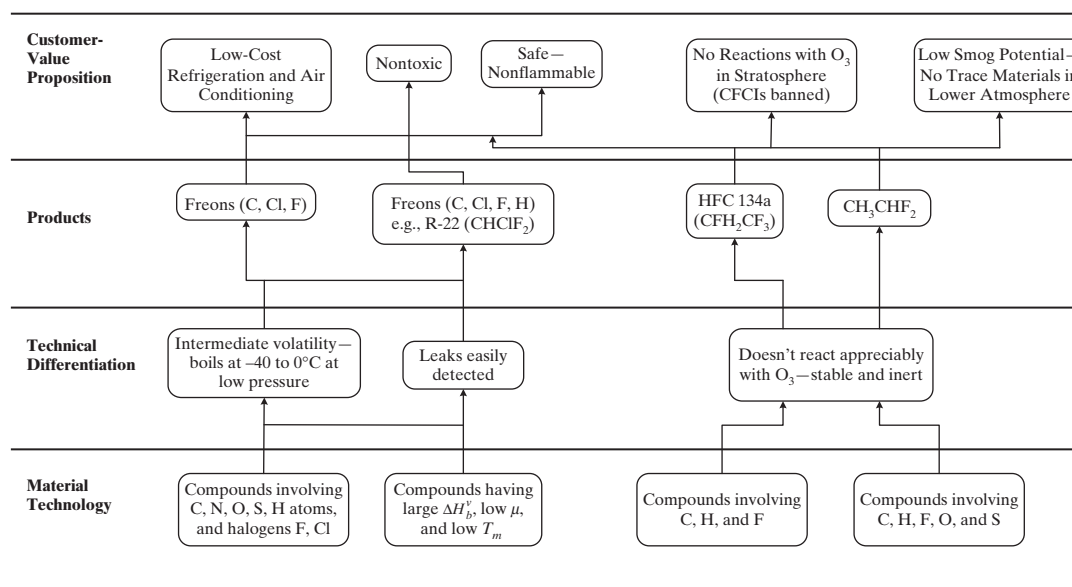 Customer-
Value
Proposition
Low-Cost
Refrigeration and Air
Conditioning
Nontoxic
Safe—
Nonflammable
No Reactions with O₃
in Stratosphere
(CFCIs banned)
Low Smog Potential—
No Trace Materials in
Lower Atmosphere
Products
Freons (C, Cl, F)
Freons (C, Cl, F, H)
e.g., R-22 (CHClF₂)
HFC 134a
(CFH₂CF₃)
CH₃CHF₂
Technical
Differentiation
Intermediate volatility—
boils at –40 to 0°C at
low pressure
Leaks easily
detected
Doesn't react appreciably
with O₃—stable and inert
Material
Technology
Compounds involving
C, N, O, S, H atoms,
and halogens F, Cl
Compounds having
large ΔHᵥb, low μ,
and low Tₘ
Compounds involving
C, H, and F
Compounds involving
C, H, F, O, and S